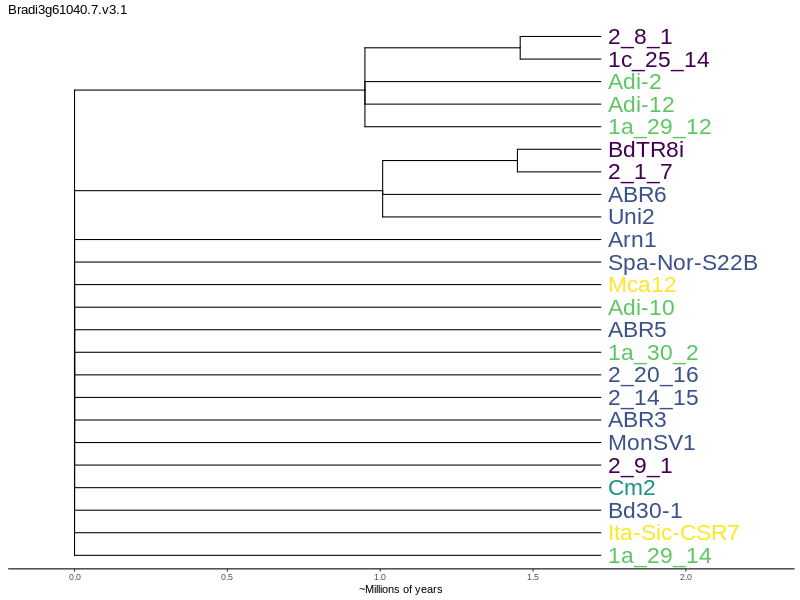 Bradi3g61040.7.v3.1
2_8_1
1c_25_14
Adi-2
Adi-12
1a_29_12
BdTR8i
2_1_7
ABR6
Uni2
Arn1
Spa-Nor-S22B
Mca12
Adi-10
ABR5
1a_30_2
2_20_16
2_14_15
ABR3
MonSV1
2_9_1
Cm2
Bd30-1
Ita-Sic-CSR7
1a_29_14
0.0 0.5 1.0 1.5 2.0
~Millions of years